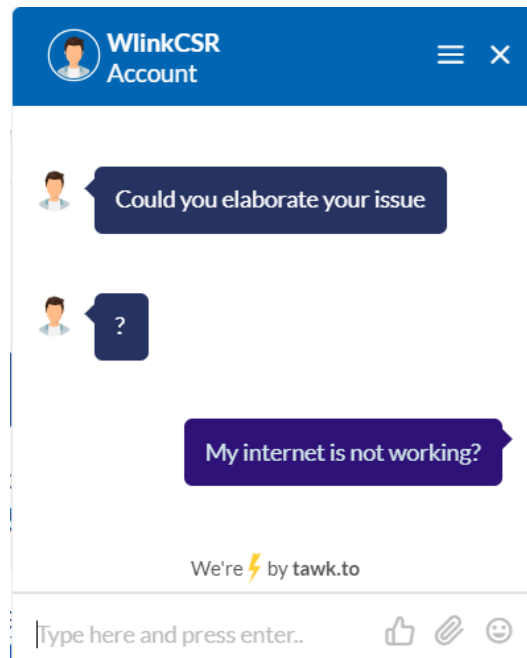 WlinkCSR
Account
Could you elaborate your issue
?
My internet is not working?
We're by tawk.to
Type here and press enter..